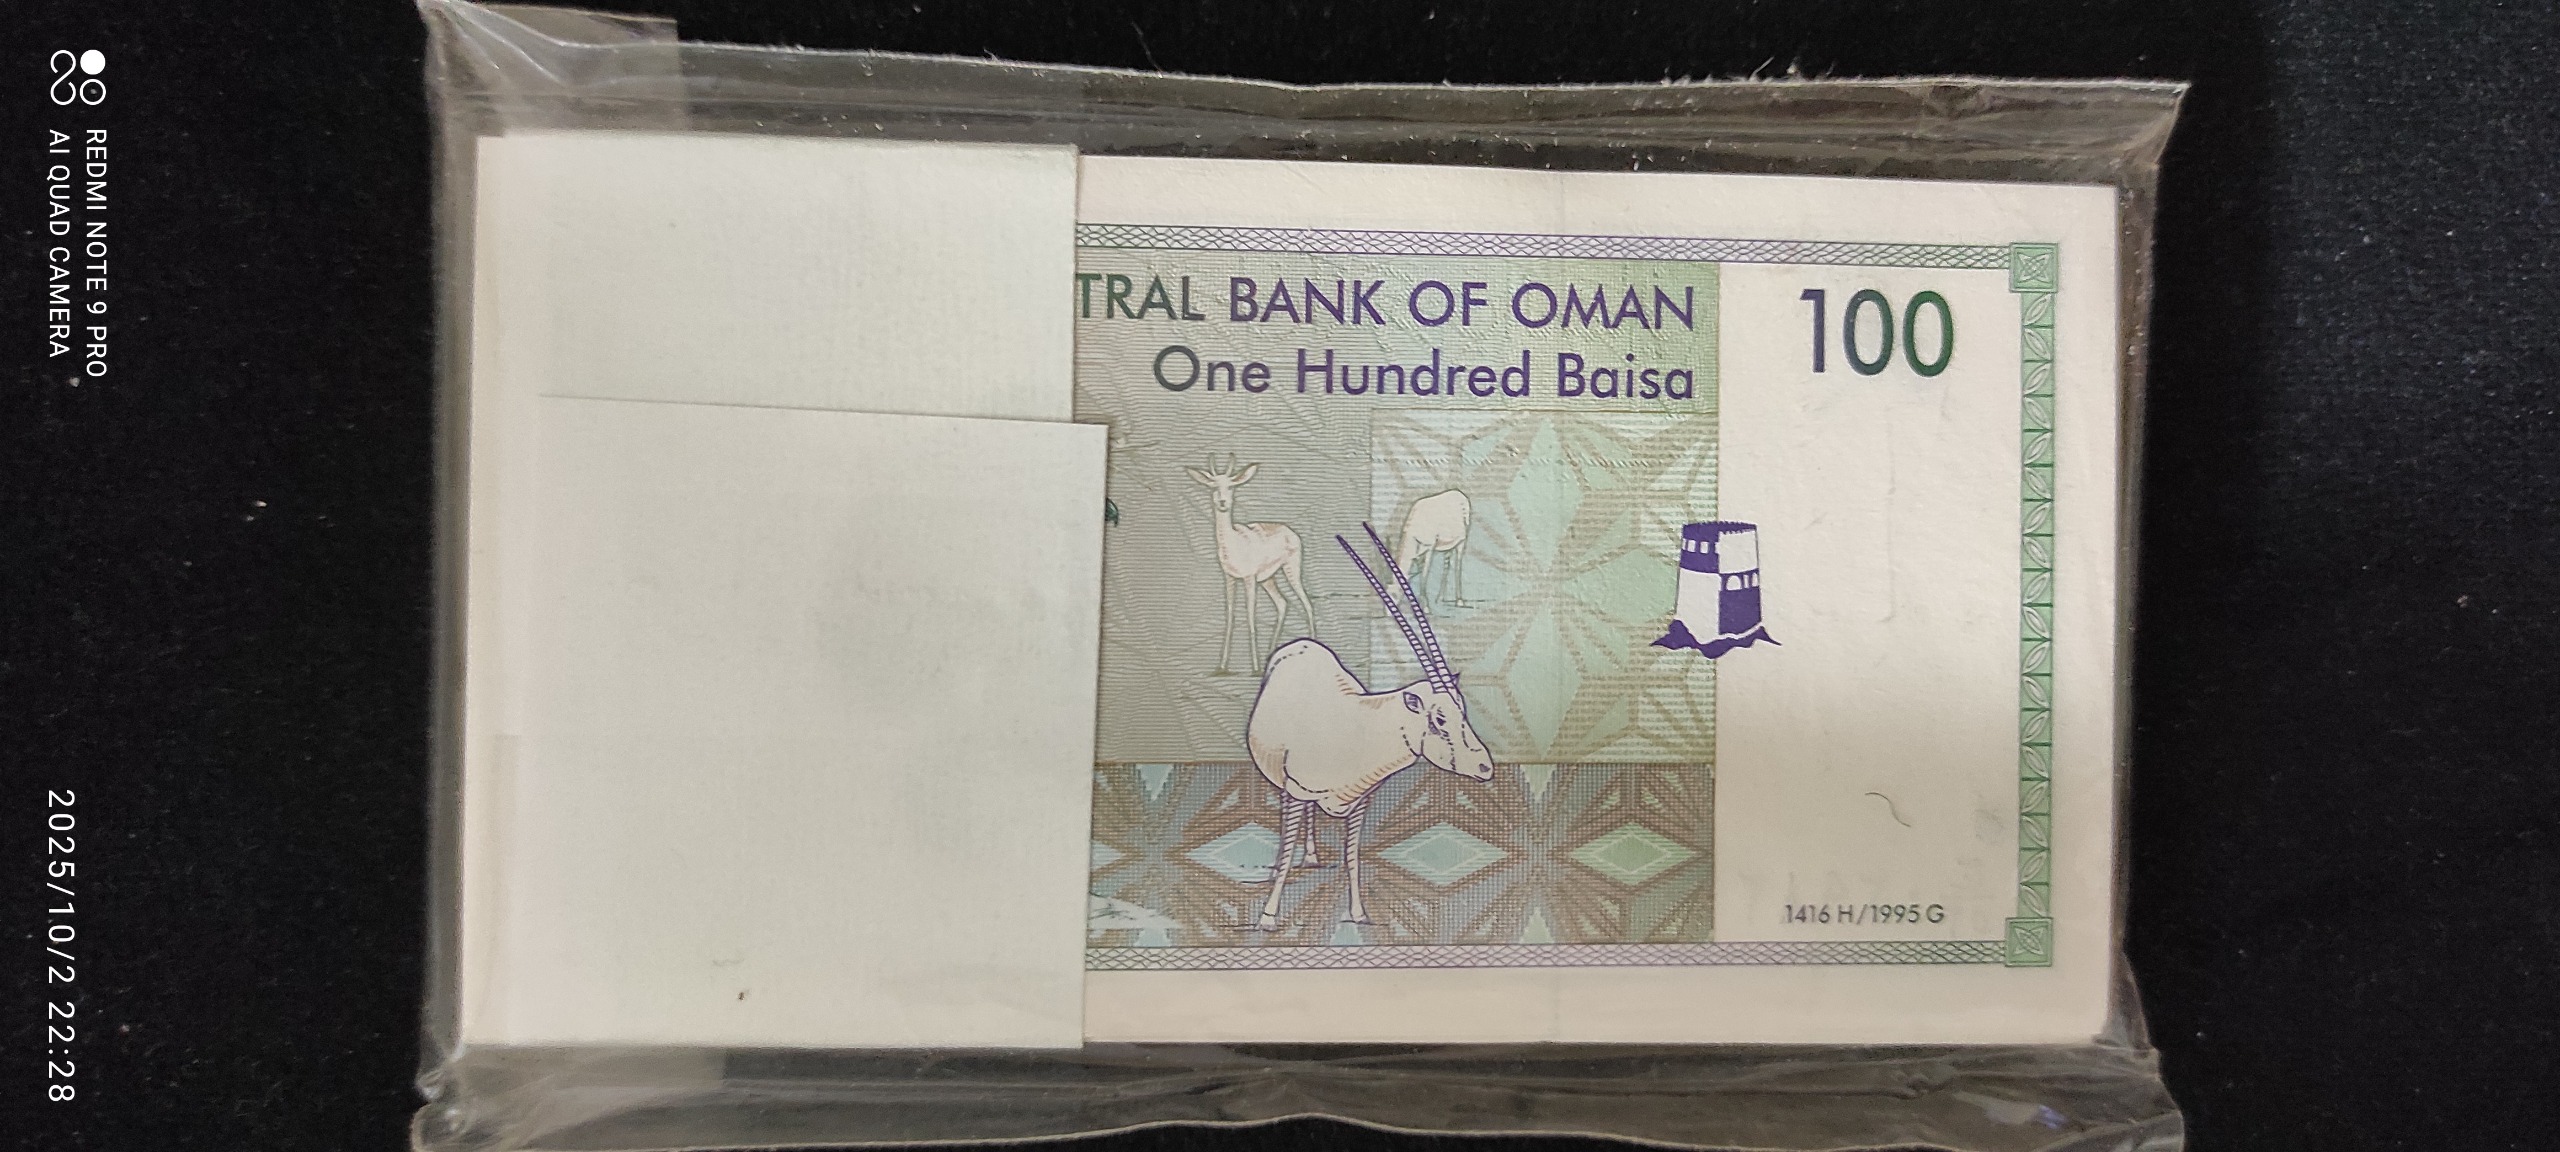 TRAL BANK OF OMAN
One Hundred Baisa
100
1416 H/1995 G
REDMI NOTE 9 PRO
AI QUAD CAMERA
2025/10/2 22:28